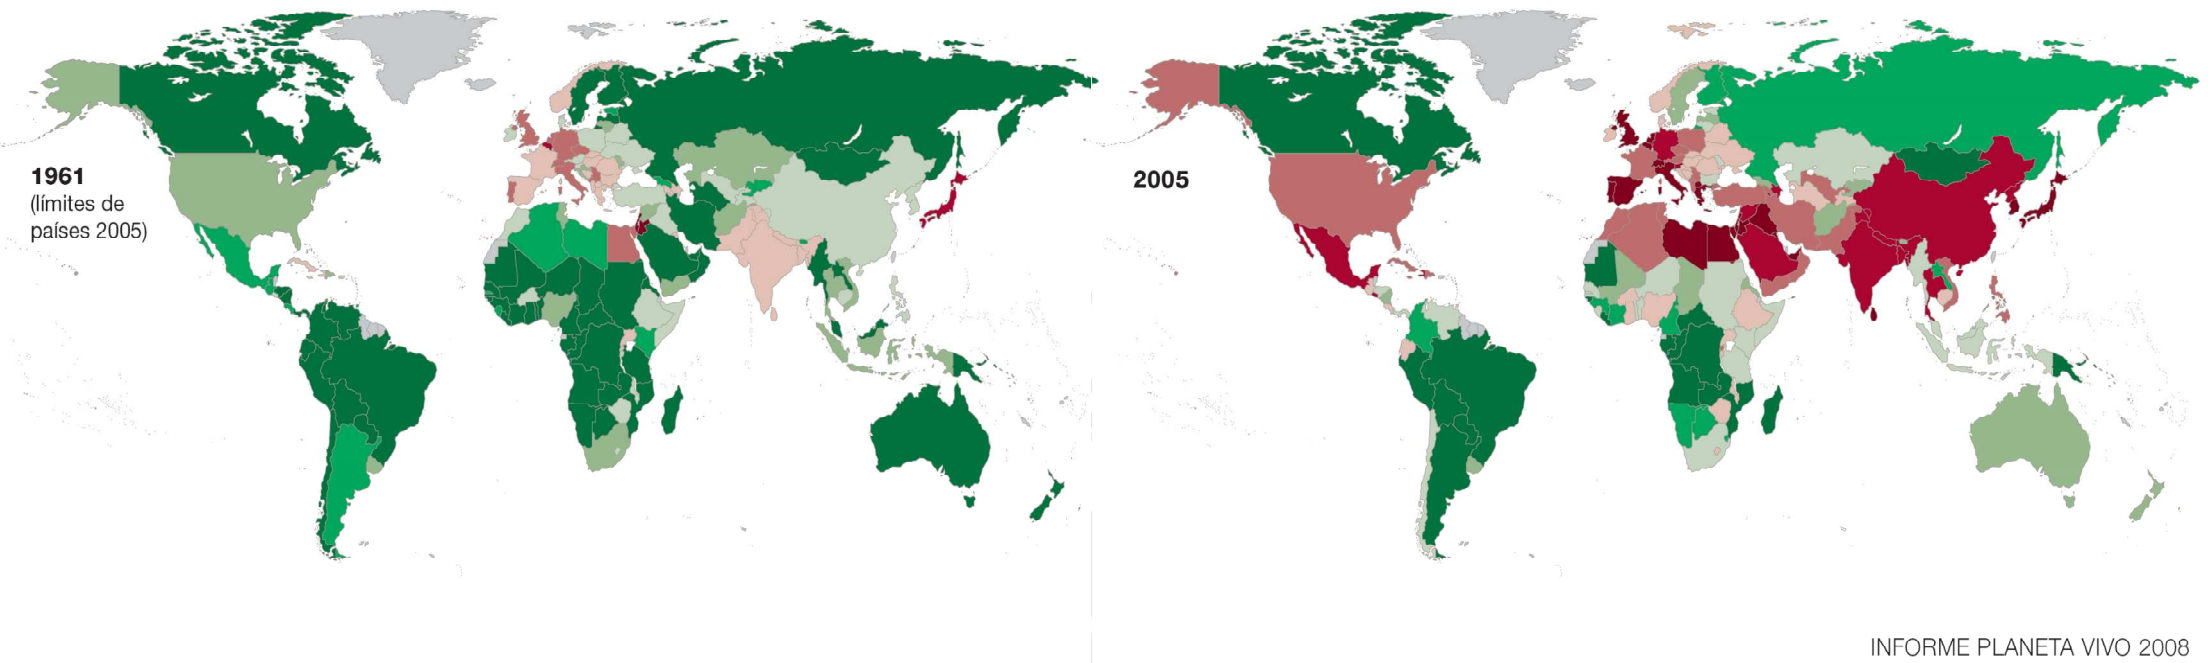 1961
(límites de
países 2005)
2005
INFORME PLANETA VIVO 2008